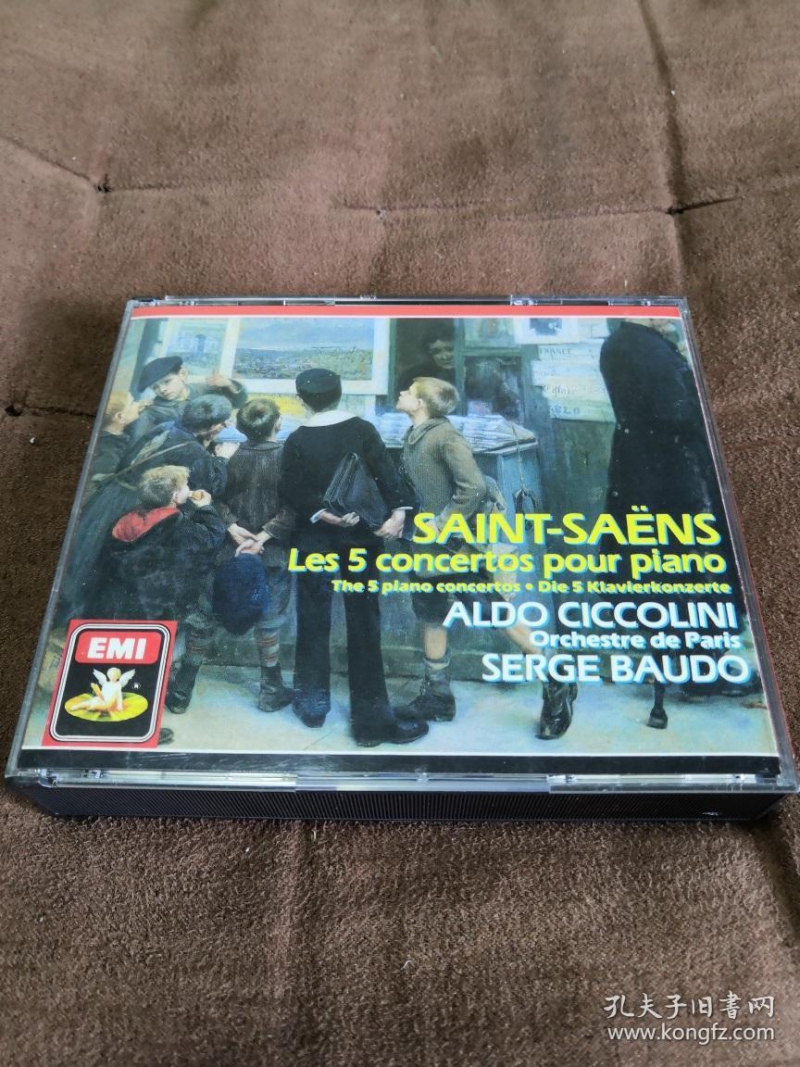 SAINT-SAËNS
Les 5 concertos pour piano
The 5 piano concertos • Die 5 Klavierkonzerte
ALDO CICCOLINI
Orchestre de Paris
SERGE BAUDO
EMI
孔夫子旧書网
www.kongfz.com